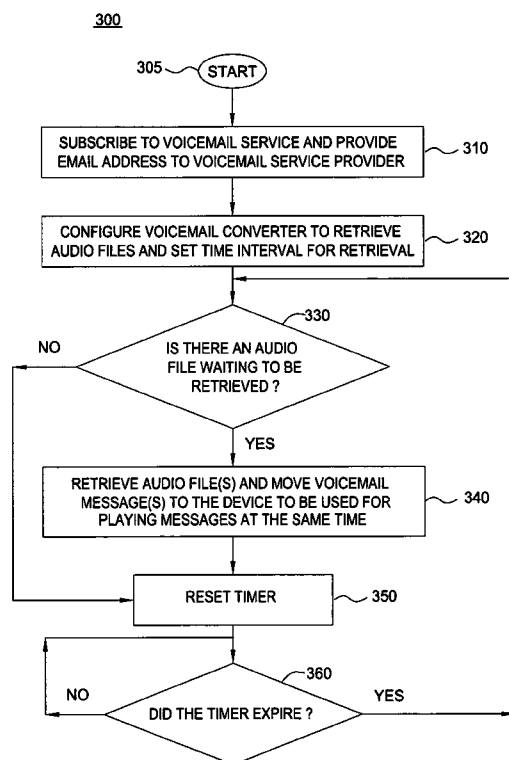 300
305
START
SUBSCRIBE TO VOICEMAIL SERVICE AND PROVIDE
EMAIL ADDRESS TO VOICEMAIL SERVICE PROVIDER
310
CONFIGURE VOICEMAIL CONVERTER TO RETRIEVE
AUDIO FILES AND SET TIME INTERVAL FOR RETRIEVAL
320
330
NO
IS THERE AN AUDIO
FILE WAITING TO BE
RETRIEVED ?
YES
RETRIEVE AUDIO FILE(S) AND MOVE VOICEMAIL
MESSAGE(S) TO THE DEVICE TO BE USED FOR
PLAYING MESSAGES AT THE SAME TIME
340
RESET TIMER
350
360
NO
DID THE TIMER EXPIRE ?
YES